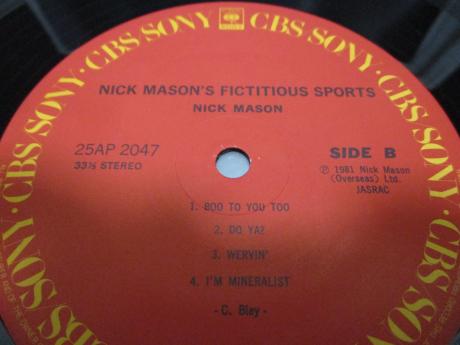 CBS SONY · CBS SONY · CBS SONY · CBS SONY · CBS SONY
NICK MASON'S FICTITIOUS SPORTS
NICK MASON
25AP 2047
33⅓ STEREO
SIDE B
Ⓟ 1981 Nick Mason
(Overseas) Ltd.
JASRAC
1. BOO TO YOU TOO
2. DO YA?
3. WERVIN'
4. I'M MINERALIST
- C. Bley -